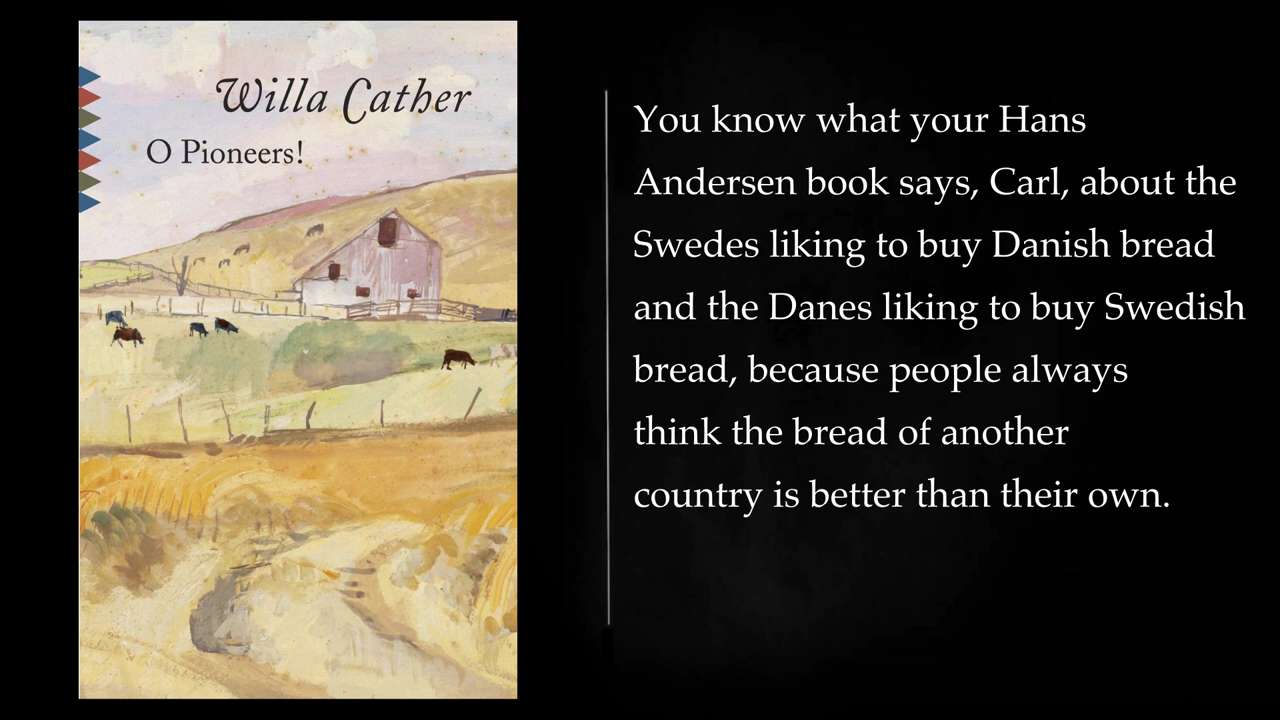 Willa Cather
O Pioneers!
You know what your Hans
Andersen book says, Carl, about the
Swedes liking to buy Danish bread
and the Danes liking to buy Swedish
bread, because people always
think the bread of another
country is better than their own.